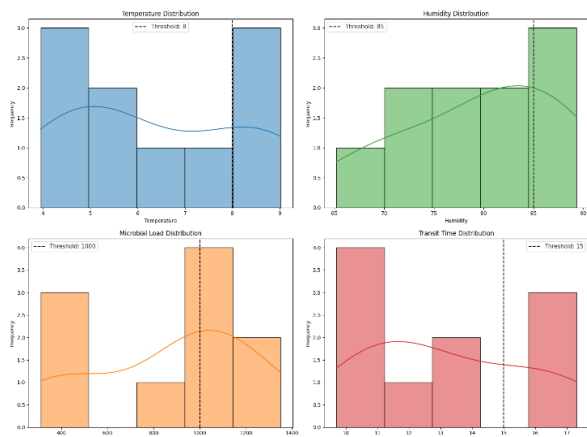 Temperature Distribution
Threshold: 8
Frequency
3.0
2.5
2.0
1.5
1.0
0.5
0.0
4 5 6 7 8 9
Temperature
Humidity Distribution
Threshold: 85
Frequency
3.0
2.5
2.0
1.5
1.0
0.5
0.0
65 70 75 80 85 90
Humidity
Microbial Load Distribution
Threshold: 1000
Frequency
4.0
3.5
3.0
2.5
2.0
1.5
1.0
0.5
0.0
400 600 800 1000 1200 1400
Transit Time Distribution
Threshold: 15
Frequency
4.0
3.5
3.0
2.5
2.0
1.5
1.0
0.5
0.0
10 11 12 13 14 15 16 17